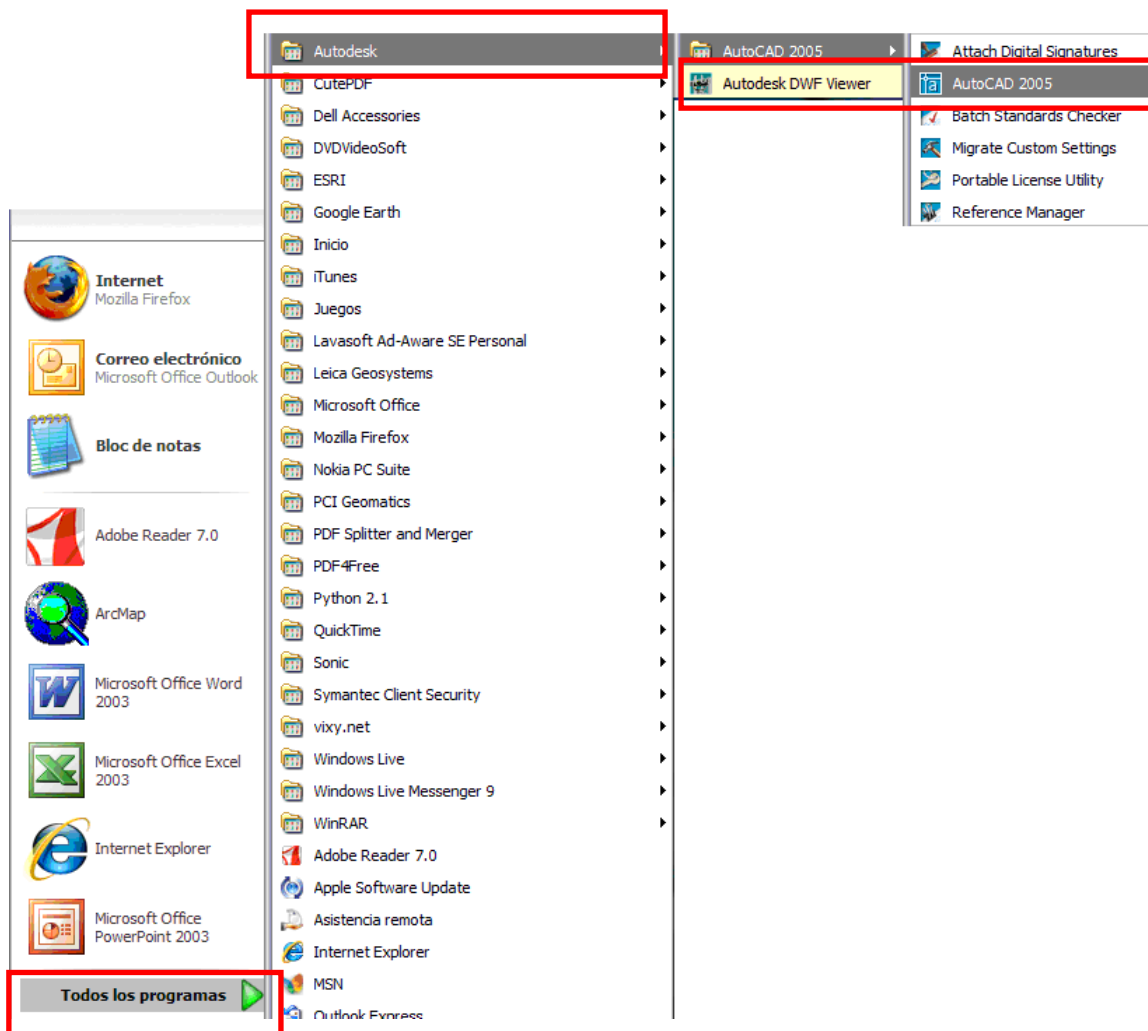 Internet
Mozilla Firefox
Correo electrónico
Microsoft Office Outlook
Bloc de notas
Adobe Reader 7.0
ArcMap
Microsoft Office Word
2003
Microsoft Office Excel
2003
Internet Explorer
Microsoft Office
PowerPoint 2003
Todos los programas
Autodesk
CutePDF
Dell Accessories
DVDVideoSoft
ESRI
Google Earth
Inicio
iTunes
Juegos
Lavasoft Ad-Aware SE Personal
Leica Geosystems
Microsoft Office
Mozilla Firefox
Nokia PC Suite
PCI Geomatics
PDF Splitter and Merger
PDF4Free
Python 2.1
QuickTime
Sonic
Symantec Client Security
vixy.net
Windows Live
Windows Live Messenger 9
WinRAR
Adobe Reader 7.0
Apple Software Update
Asistencia remota
Internet Explorer
MSN
Outlook Express
AutoCAD 2005
Autodesk DWF Viewer
Attach Digital Signatures
AutoCAD 2005
Batch Standards Checker
Migrate Custom Settings
Portable License Utility
Reference Manager